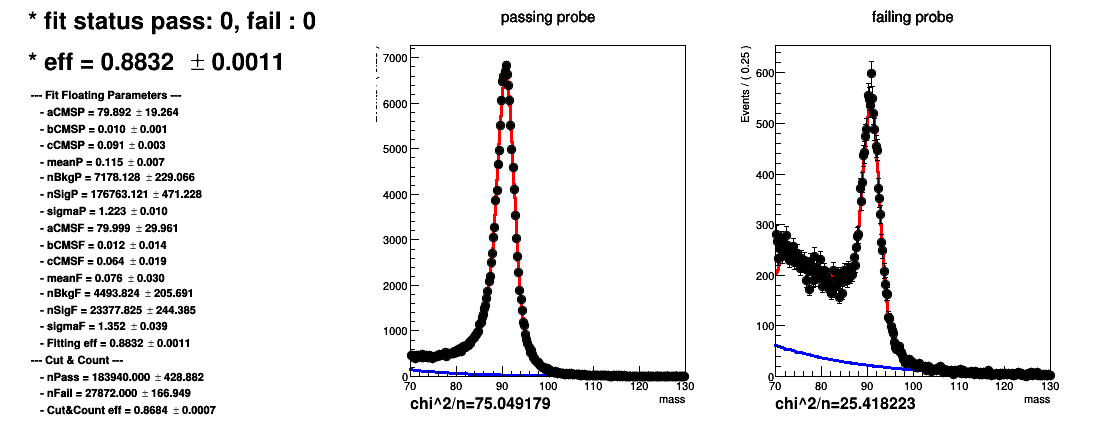 * fit status pass: 0, fail : 0
* eff = 0.8832 ± 0.0011
--- Fit Floating Parameters ---
- aCMSP = 79.892 ± 19.264
- bCMSP = 0.010 ± 0.001
- cCMSP = 0.091 ± 0.003
- meanP = 0.115 ± 0.007
- nBkgP = 7178.128 ± 229.066
- nSigP = 176763.121 ± 471.228
- sigmaP = 1.223 ± 0.010
- aCMSF = 79.999 ± 29.961
- bCMSF = 0.012 ± 0.014
- cCMSF = 0.064 ± 0.019
- meanF = 0.076 ± 0.030
- nBkgF = 4493.824 ± 205.691
- nSigF = 23377.825 ± 244.385
- sigmaF = 1.352 ± 0.039
- Fitting eff = 0.8832 ± 0.0011
--- Cut & Count ---
- nPass = 183940.000 ± 428.882
- nFail = 27872.000 ± 166.949
- Cut&Count eff = 0.8684 ± 0.0007
passing probe
7000
6000
5000
4000
3000
2000
1000
0
70 80 90 100 110 120 130
mass
chi^2/n=75.049179
failing probe
Events / ( 0.25 )
600
500
400
300
200
100
0
70 80 90 100 110 120 130
mass
chi^2/n=25.418223